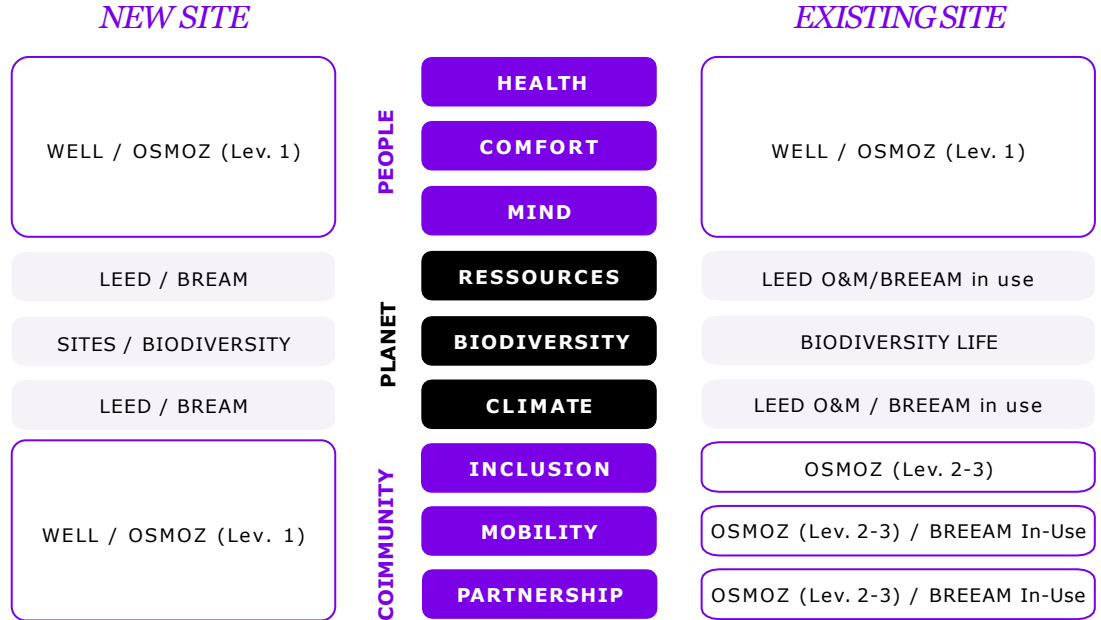 NEW SITE
EXISTING SITE
PEOPLE
WELL / OSMOZ (Lev. 1)
HEALTH
COMFORT
MIND
WELL / OSMOZ (Lev. 1)
PLANET
LEED / BREAM
RESSOURCES
LEED O&M/BREEAM in use
SITES / BIODIVERSITY
BIODIVERSITY
BIODIVERSITY LIFE
LEED / BREAM
CLIMATE
LEED O&M / BREEAM in use
COIMMUNITY
WELL / OSMOZ (Lev. 1)
INCLUSION
OSMOZ (Lev. 2-3)
MOBILITY
OSMOZ (Lev. 2-3) / BREEAM In-Use
PARTNERSHIP
OSMOZ (Lev. 2-3) / BREEAM In-Use